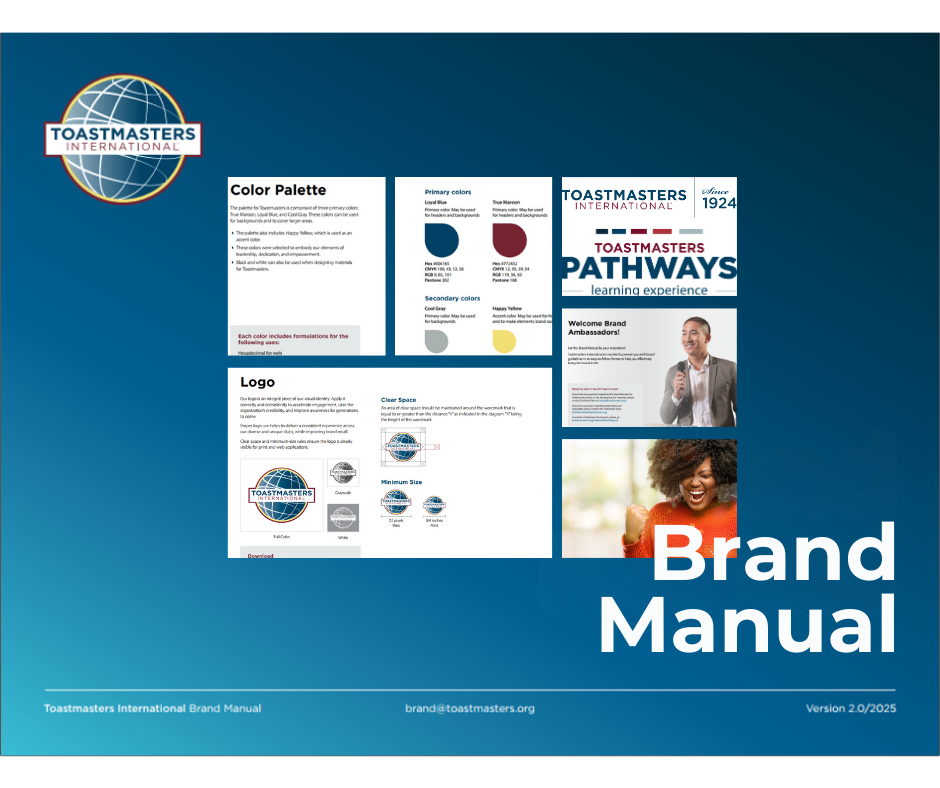 TOASTMASTERS
INTERNATIONAL
Color Palette
The palette for Toastmasters is comprised of three primary colors:
True Maroon, Loyal Blue, and Cool Gray. These colors can be used
for backgrounds and to cover larger areas.
The palette also includes Happy Yellow, which is used as an
accent color.
These colors were selected to embody our elements of
leadership, dedication, and empowerment.
Black and white can also be used when designing materials
for Toastmasters.
Each color includes formulations for the
following uses:
Hexadecimal for web
Primary colors
Loyal Blue
Primary color. May be used
for headers and backgrounds
Hex #004165
CMYK 100, 43, 12, 56
RGB 0, 65, 101
Pantone 302
True Maroon
Primary color. May be used
for headers and backgrounds
Hex #772432
CMYK 12, 95, 59, 54
RGB 119, 36, 50
Pantone 188
Secondary colors
Cool Gray
Primary color. May be used
for backgrounds
Happy Yellow
Accent color. May be used for
and to make elements stand
TOASTMASTERS
INTERNATIONAL
Since
1924
TOASTMASTERS
PATHWAYS
learning experience
Welcome Brand
Ambassadors!
Let this Brand Manual be your inspiration!
Logo
Our logo is an integral piece of our visual identity. Apply it
correctly and consistently to accelerate engagement, raise the
organization's credibility, and improve awareness for generations
to come.
Proper logo use helps to deliver a consistent experience across
our diverse and unique clubs, while improving brand recall.
Clear space and minimum-size rules ensure the logo is clearly
visible for print and web applications.
TOASTMASTERS
INTERNATIONAL
Full Color
TOASTMASTERS
Grayscale
TOASTMASTERS
White
Download
Clear Space
An area of clear space should be maintained around the wordmark that is
equal to or greater than the distance "X" as indicated in the diagram "X" being
the height of the wordmark.
TOASTMASTERS
Minimum Size
TOASTMASTERS
72 pixels
Web
TOASTMASTERS
3/4 inches
Print
Brand
Manual
Toastmasters International Brand Manual
brand@toastmasters.org
Version 2.0/2025